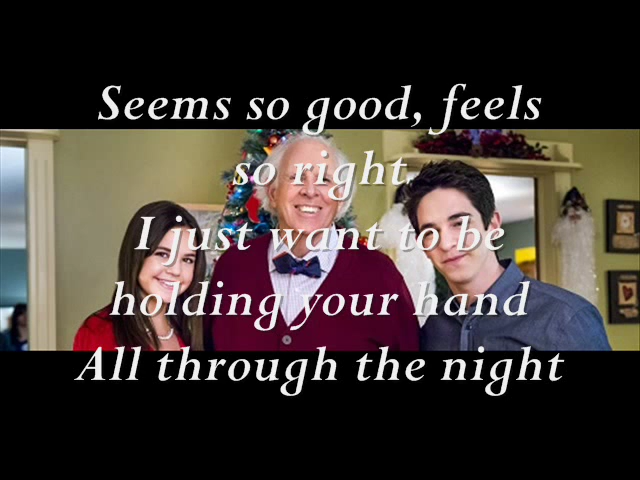 Seems so good, feels
so right
I just want to be
holding your hand
All through the night